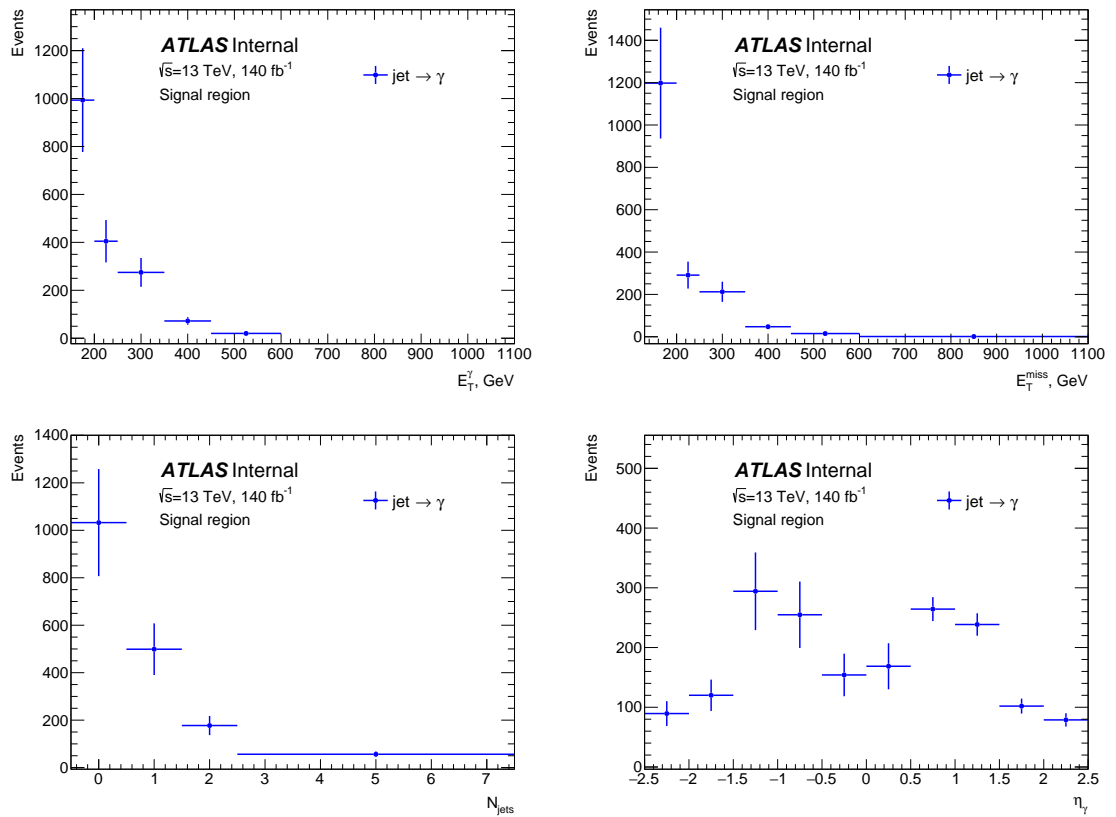 Events
1200
1000
800
600
400
200
0
ATLAS Internal
√s=13 TeV, 140 fb⁻¹
Signal region
jet → γ
200 300 400 500 600 700 800 900 1000 1100
E_T^γ, GeV
Events
1400
1200
1000
800
600
400
200
0
ATLAS Internal
√s=13 TeV, 140 fb⁻¹
Signal region
jet → γ
200 300 400 500 600 700 800 900 1000 1100
E_T^miss, GeV
Events
1400
1200
1000
800
600
400
200
0
ATLAS Internal
√s=13 TeV, 140 fb⁻¹
Signal region
jet → γ
0 1 2 3 4 5 6 7
N_jets
Events
500
400
300
200
100
0
ATLAS Internal
√s=13 TeV, 140 fb⁻¹
Signal region
jet → γ
−2.5 −2 −1.5 −1 −0.5 0 0.5 1 1.5 2 2.5
η_γ